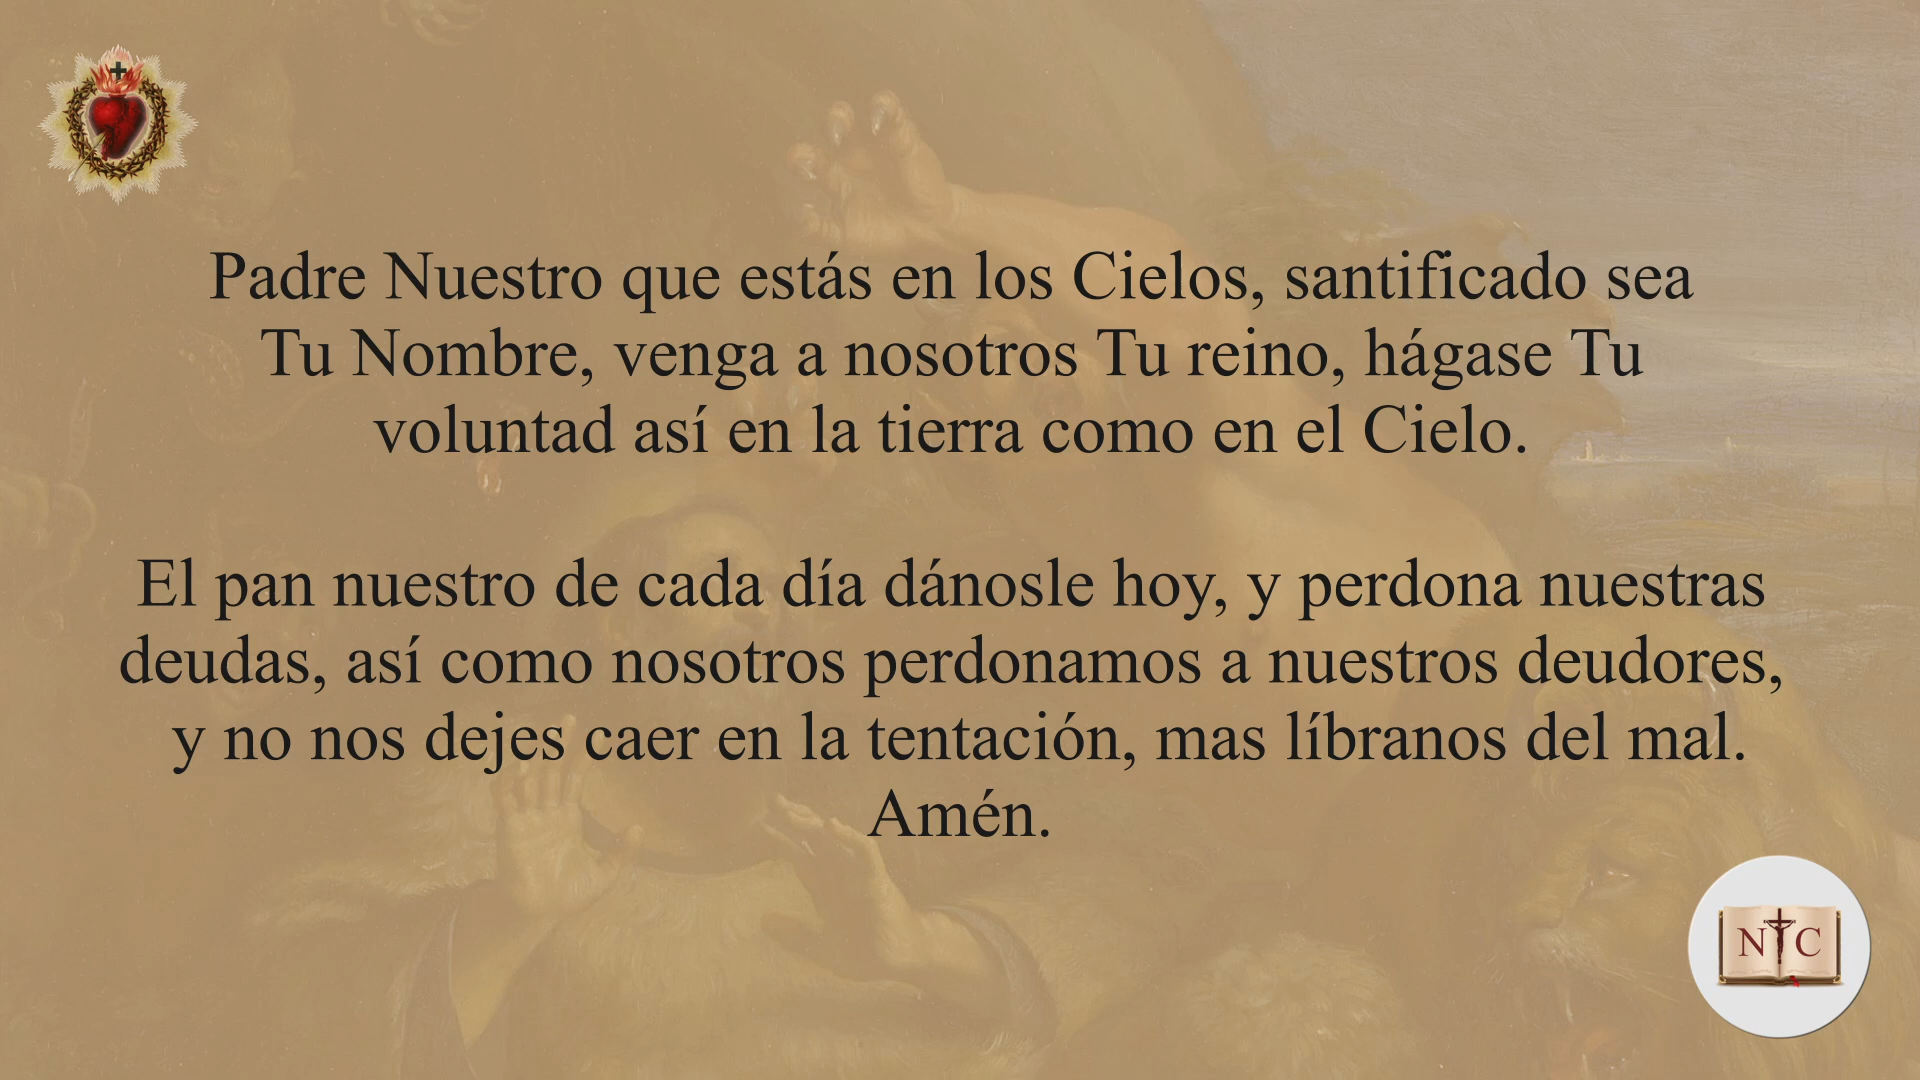 Padre Nuestro que estás en los Cielos, santificado sea
Tu Nombre, venga a nosotros Tu reino, hágase Tu
voluntad así en la tierra como en el Cielo.
El pan nuestro de cada día dánosle hoy, y perdona nuestras
deudas, así como nosotros perdonamos a nuestros deudores,
y no nos dejes caer en la tentación, mas líbranos del mal.
Amén.
N C